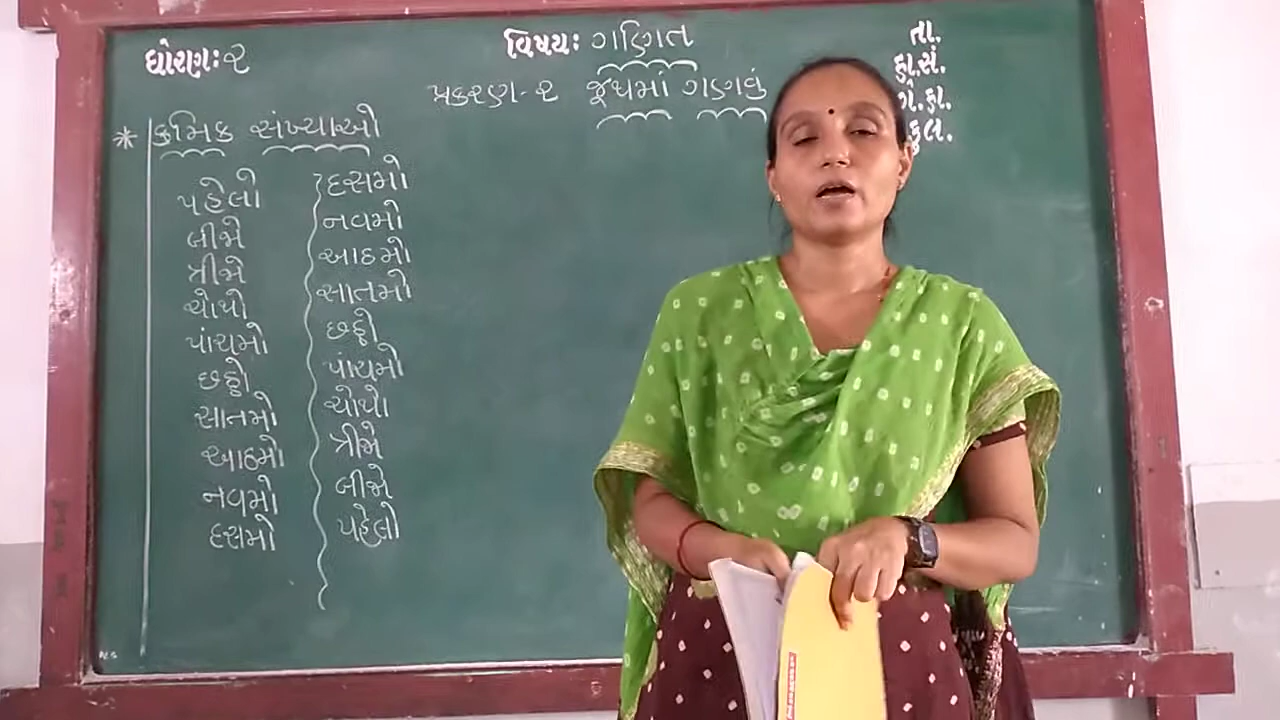 ધોરણ: ૨
વિષય: ગણિત
પ્રકરણ-૨ જૂથમાં ગણવું
તા.
હા.સં.
ગે.હા.
કુલ.
* ક્રમિક સંખ્યાઓ
પહેલો
બીજો
ત્રીજો
ચોથો
પાંચમો
છઠ્ઠો
સાતમો
આઠમો
નવમો
દસમો
દસમો
નવમો
આઠમો
સાતમો
છઠ્ઠો
પાંચમો
ચોથો
ત્રીજો
બીજો
પહેલો